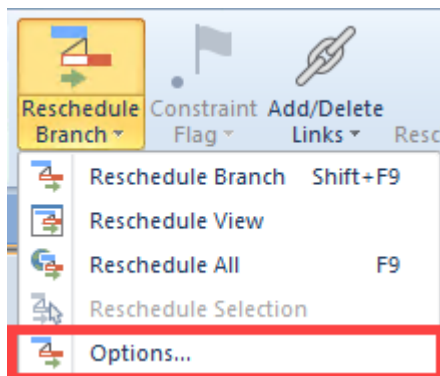 Reschedule Constraint Add/Delete
Branch Flag Links Resc
Reschedule Branch Shift+F9
Reschedule View
Reschedule All F9
Reschedule Selection
Options...